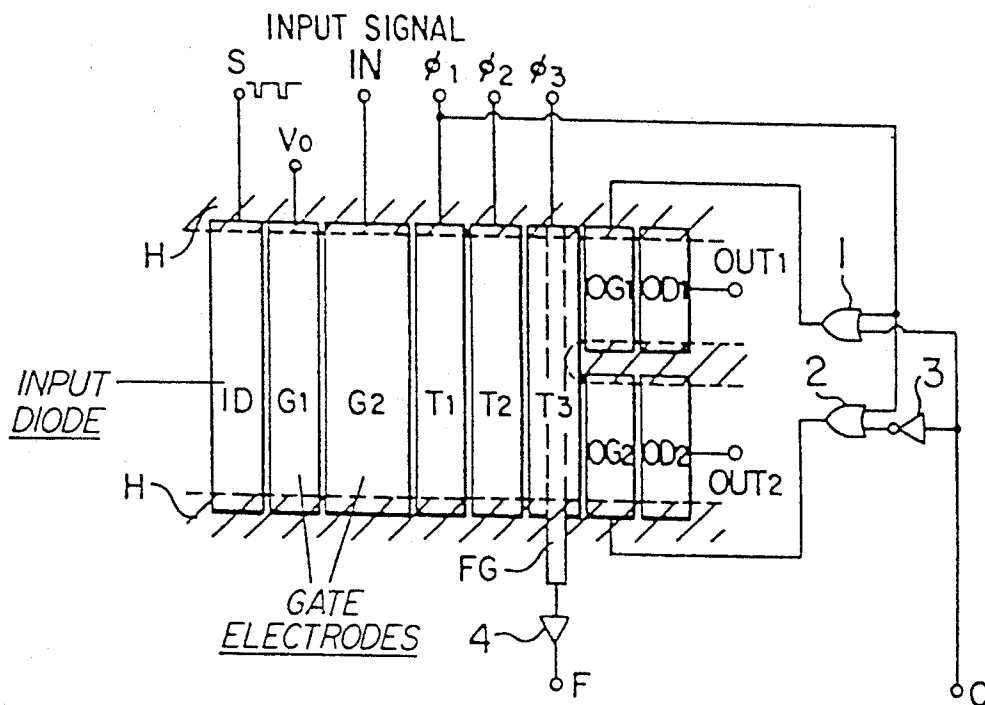 INPUT SIGNAL
S IN ϕ1 ϕ2 ϕ3
Vo
H
OUT1
1
OG1 OD1
INPUT
DIODE
ID G1 G2 T1 T2 T3
2
3
OG2 OD2
OUT2
H
FG
GATE
ELECTRODES
4
F
C